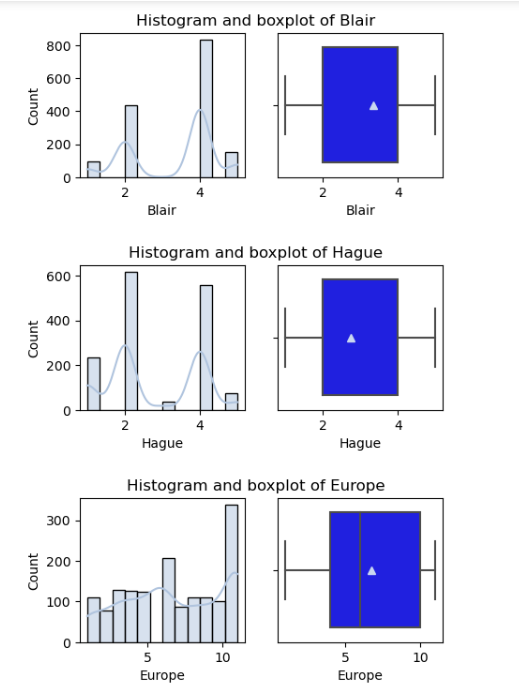 Histogram and boxplot of Blair
800
600
400
200
0
Count
2 4
Blair
2 4
Blair
Histogram and boxplot of Hague
600
400
200
0
Count
2 4
Hague
2 4
Hague
Histogram and boxplot of Europe
300
200
100
0
Count
5 10
Europe
5 10
Europe